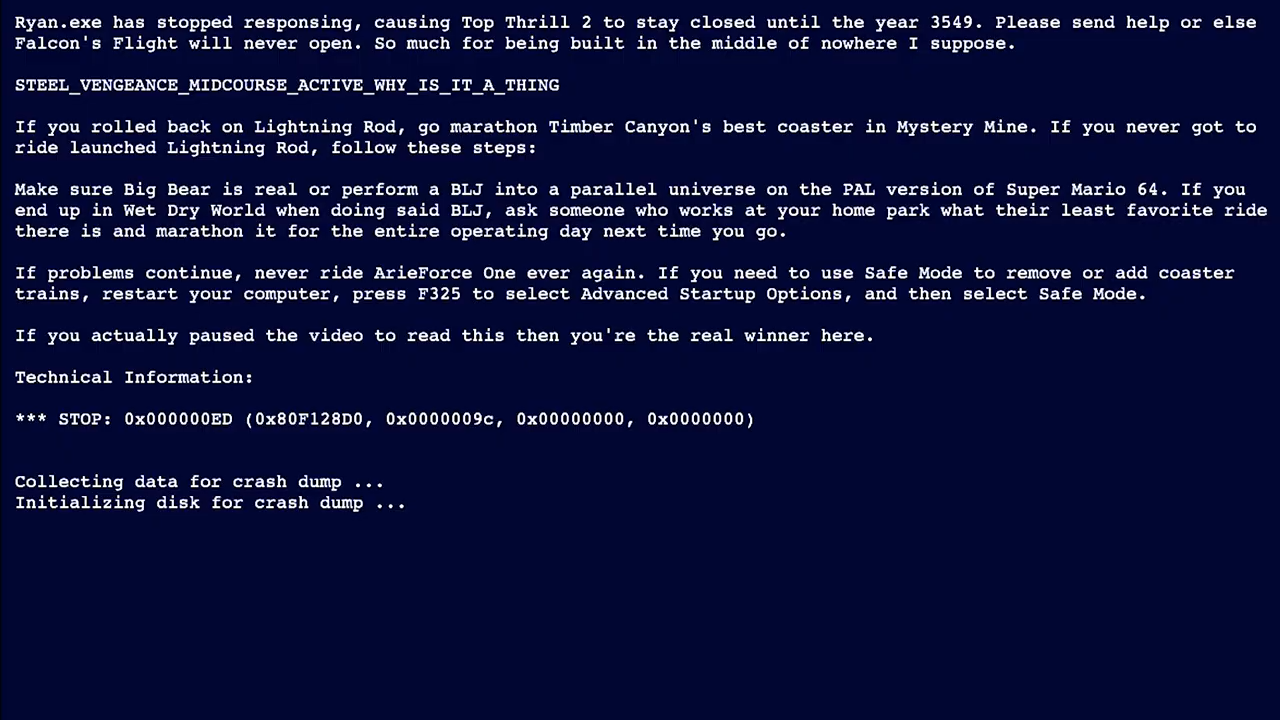 Ryan.exe has stopped responsing, causing Top Thrill 2 to stay closed until the year 3549. Please send help or else
Falcon's Flight will never open. So much for being built in the middle of nowhere I suppose.
STEEL_VENGEANCE_MIDCOURSE_ACTIVE_WHY_IS_IT_A_THING
If you rolled back on Lightning Rod, go marathon Timber Canyon's best coaster in Mystery Mine. If you never got to
ride launched Lightning Rod, follow these steps:
Make sure Big Bear is real or perform a BLJ into a parallel universe on the PAL version of Super Mario 64. If you
end up in Wet Dry World when doing said BLJ, ask someone who works at your home park what their least favorite ride
there is and marathon it for the entire operating day next time you go.
If problems continue, never ride ArieForce One ever again. If you need to use Safe Mode to remove or add coaster
trains, restart your computer, press F325 to select Advanced Startup Options, and then select Safe Mode.
If you actually paused the video to read this then you're the real winner here.
Technical Information:
*** STOP: 0x000000ED (0x80F128D0, 0x0000009c, 0x00000000, 0x0000000)
Collecting data for crash dump ...
Initializing disk for crash dump ...